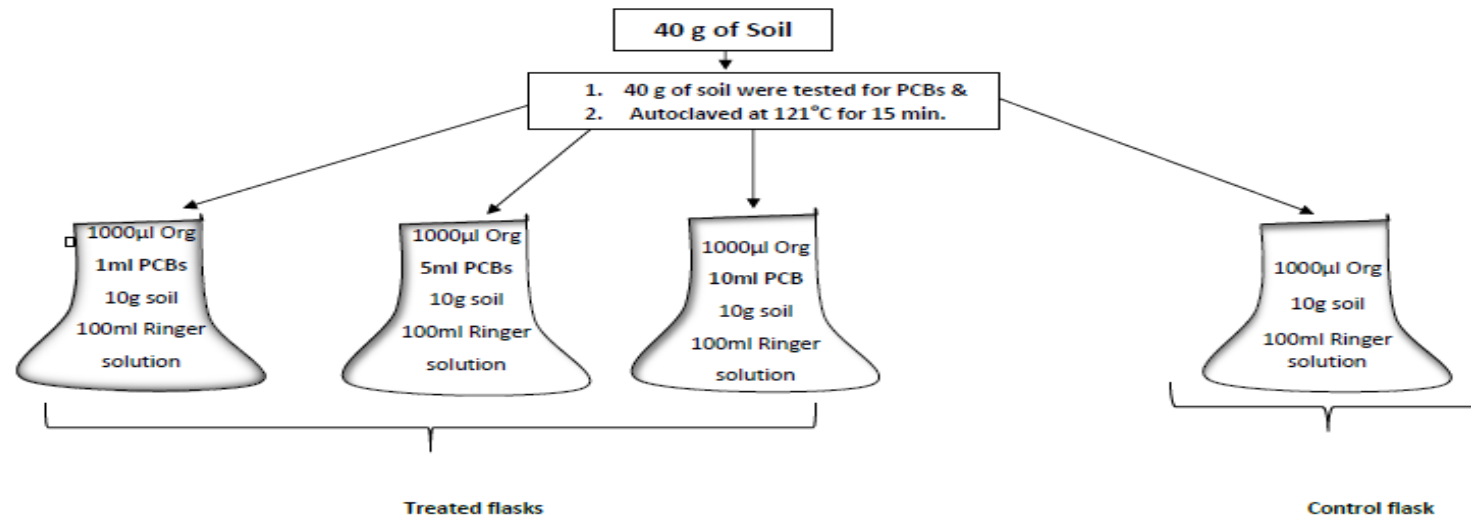 40 g of Soil
1. 40 g of soil were tested for PCBs &
2. Autoclaved at 121°C for 15 min.
1000µl Org
1ml PCBs
10g soil
100ml Ringer
solution
1000µl Org
5ml PCBs
10g soil
100ml Ringer
solution
1000µl Org
10ml PCB
10g soil
100ml Ringer
solution
1000µl Org
10g soil
100ml Ringer
solution
Treated flasks
Control flask